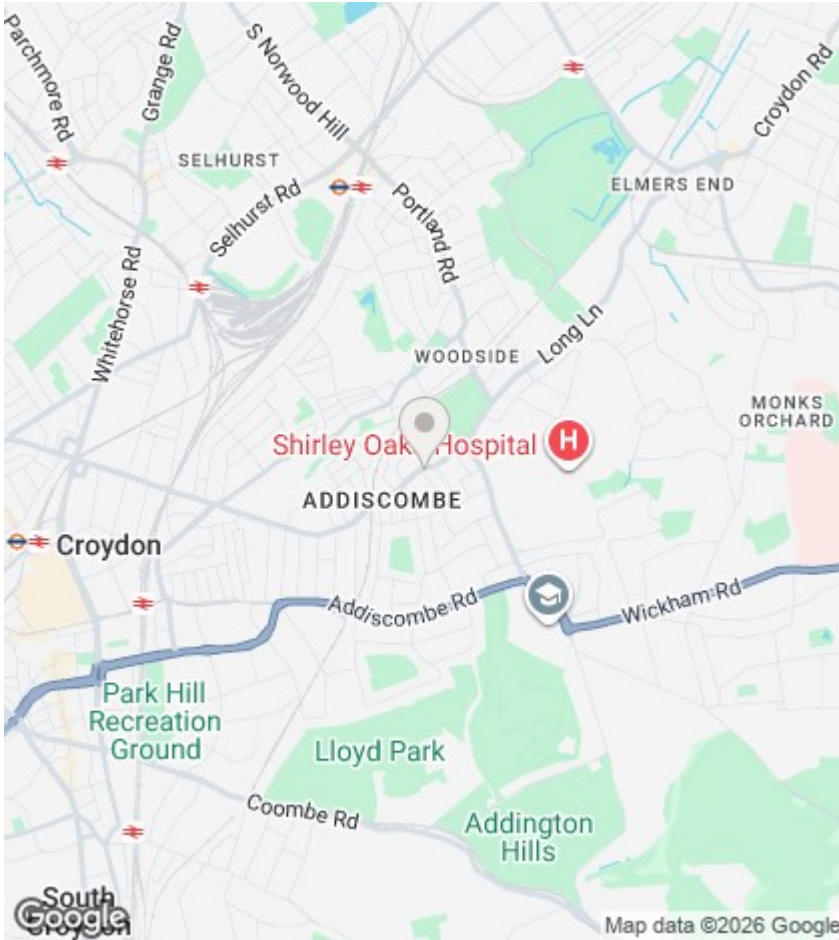 Parchmore Rd
Grange Rd
S Norwood Hill
Croydon Rd
SELHURST
ELMERS END
Selhurst Rd
Portland Rd
Whitehorse Rd
Long Ln
WOODSIDE
MONKS
ORCHARD
Shirley Oaks Hospital
H
ADDISCOMBE
Croydon
Addiscombe Rd
Wickham Rd
Park Hill
Recreation
Ground
Lloyd Park
Coombe Rd
Addington
Hills
South
Croydon
Google
Map data ©2026 Google